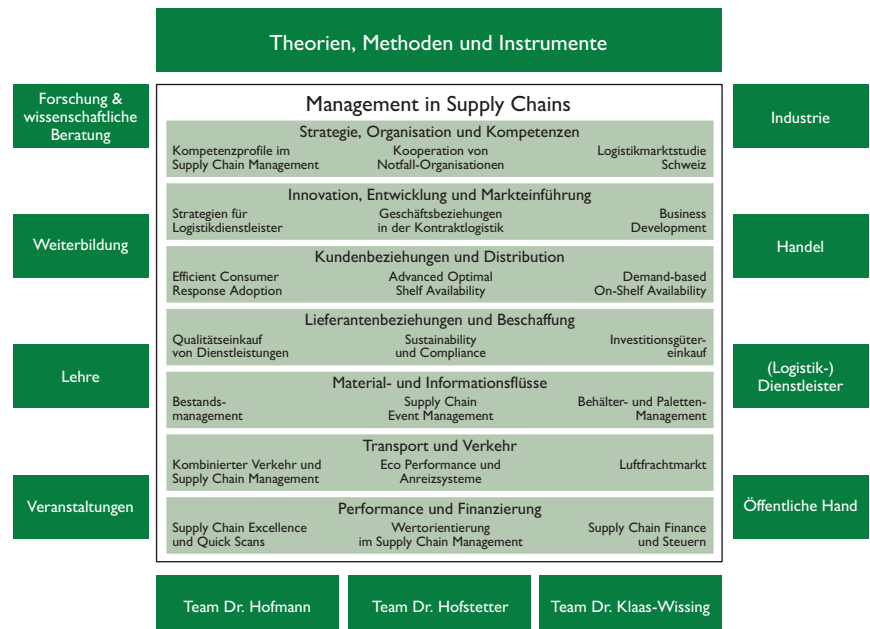 Theorien, Methoden und Instrumente
Forschung &
wissenschaftliche
Beratung
Weiterbildung
Lehre
Veranstaltungen
Management in Supply Chains
Strategie, Organisation und Kompetenzen
Kompetenzprofile im
Supply Chain Management
Kooperation von
Notfall-Organisationen
Logistikmarktstudie
Schweiz
Innovation, Entwicklung und Markteinführung
Strategien für
Logistikdienstleister
Geschäftsbeziehungen
in der Kontraktlogistik
Business
Development
Kundenbeziehungen und Distribution
Efficient Consumer
Response Adoption
Advanced Optimal
Shelf Availability
Demand-based
On-Shelf Availability
Lieferantenbeziehungen und Beschaffung
Qualitätseinkauf
von Dienstleistungen
Sustainability
und Compliance
Investitionsgüter-
einkauf
Material- und Informationsflüsse
Bestands-
management
Supply Chain
Event Management
Behälter- und Paletten-
Management
Transport und Verkehr
Kombinierter Verkehr und
Supply Chain Management
Eco Performance und
Anreizsysteme
Luftfrachtmarkt
Performance und Finanzierung
Supply Chain Excellence
und Quick Scans
Wertorientierung
im Supply Chain Management
Supply Chain Finance
und Steuern
Industrie
Handel
(Logistik-)
Dienstleister
Öffentliche Hand
Team Dr. Hofmann
Team Dr. Hofstetter
Team Dr. Klaas-Wissing